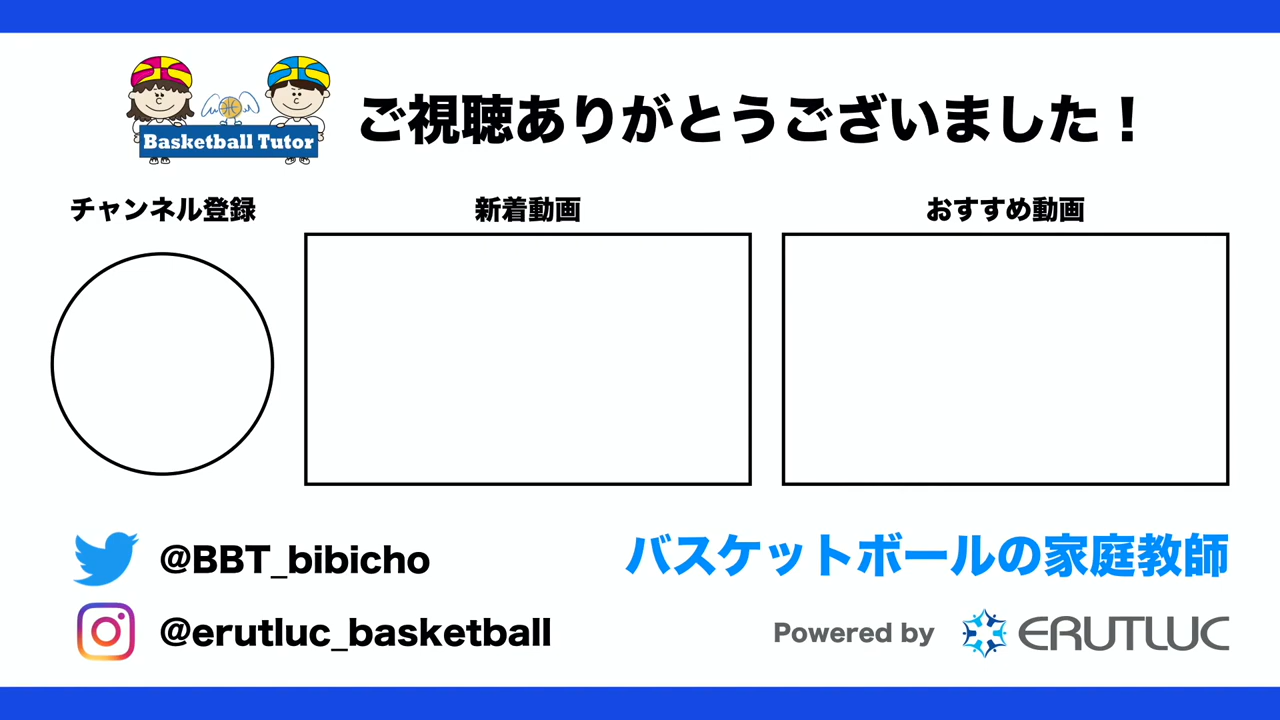 Basketball Tutor
ご視聴ありがとうございました！
チャンネル登録
新着動画
おすすめ動画
@BBT_bibicho
バスケットボールの家庭教師
@erutluc_basketball
Powered by ERUTLUC